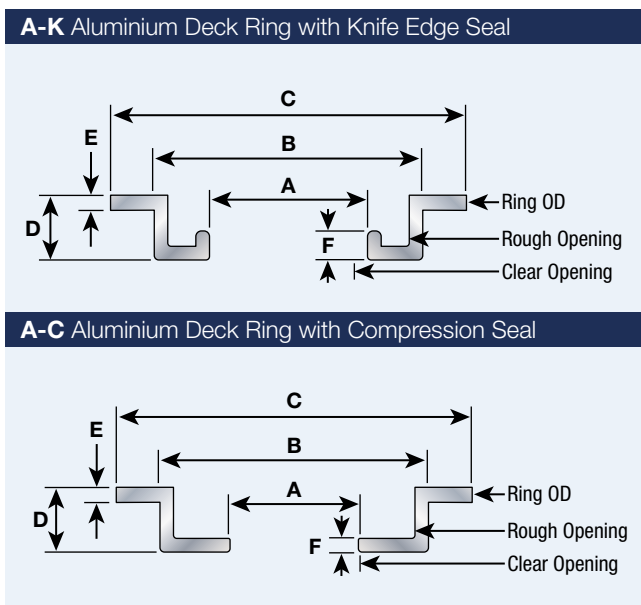 A-K Aluminium Deck Ring with Knife Edge Seal
C
E
B
A
D
Ring OD
F
Rough Opening
Clear Opening
A-C Aluminium Deck Ring with Compression Seal
C
E
B
A
D
Ring OD
F
Rough Opening
Clear Opening